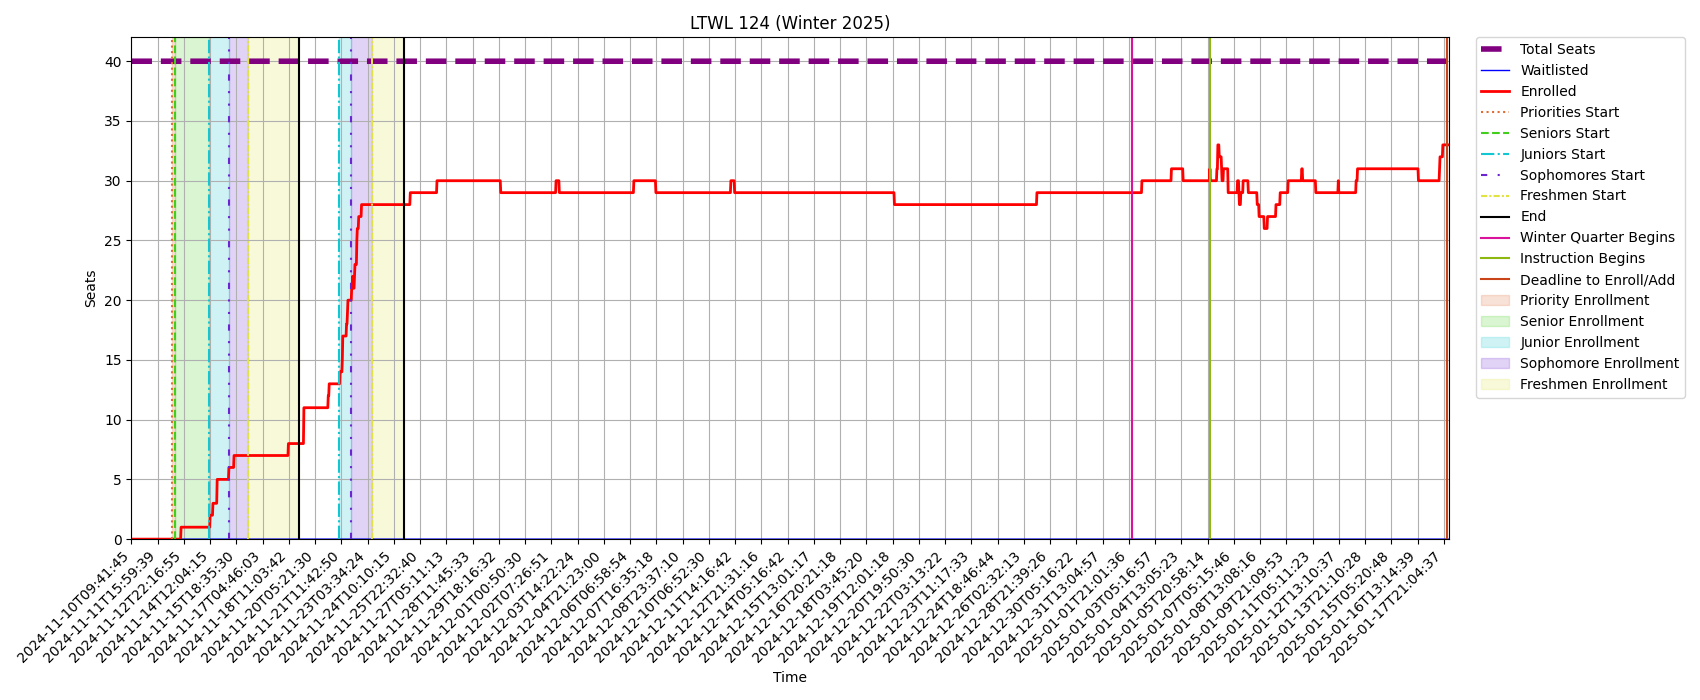 LTWL 124 (Winter 2025)
Seats
40
35
30
25
20
15
10
5
0
2024-11-10T09:41:45
2024-11-11T15:59:39
2024-11-12T22:16:55
2024-11-14T12:04:15
2024-11-15T18:35:30
2024-11-17T04:46:03
2024-11-18T11:03:42
2024-11-20T05:21:30
2024-11-21T11:42:50
2024-11-23T03:34:24
2024-11-24T10:10:15
2024-11-25T22:32:40
2024-11-27T05:11:13
2024-11-28T11:45:33
2024-11-29T18:16:32
2024-12-01T00:50:30
2024-12-02T07:26:51
2024-12-03T14:22:24
2024-12-04T21:23:00
2024-12-06T06:58:54
2024-12-07T16:35:18
2024-12-08T23:37:10
2024-12-10T06:52:30
2024-12-11T14:16:42
2024-12-12T21:31:16
2024-12-14T05:16:42
2024-12-15T13:01:17
2024-12-16T20:21:18
2024-12-18T03:45:20
2024-12-19T12:01:18
2024-12-20T19:50:30
2024-12-22T03:13:22
2024-12-23T11:17:33
2024-12-24T18:46:44
2024-12-26T02:32:13
2024-12-28T21:39:26
2024-12-30T05:16:22
2024-12-31T13:04:57
2025-01-01T21:01:36
2025-01-03T05:16:57
2025-01-04T13:05:23
2025-01-05T20:58:14
2025-01-07T05:15:46
2025-01-08T13:08:16
2025-01-09T21:09:53
2025-01-11T05:11:23
2025-01-12T13:10:37
2025-01-13T21:10:28
2025-01-15T05:20:48
2025-01-16T13:14:39
2025-01-17T21:04:37
Time
Total Seats
Waitlisted
Enrolled
Priorities Start
Seniors Start
Juniors Start
Sophomores Start
Freshmen Start
End
Winter Quarter Begins
Instruction Begins
Deadline to Enroll/Add
Priority Enrollment
Senior Enrollment
Junior Enrollment
Sophomore Enrollment
Freshmen Enrollment